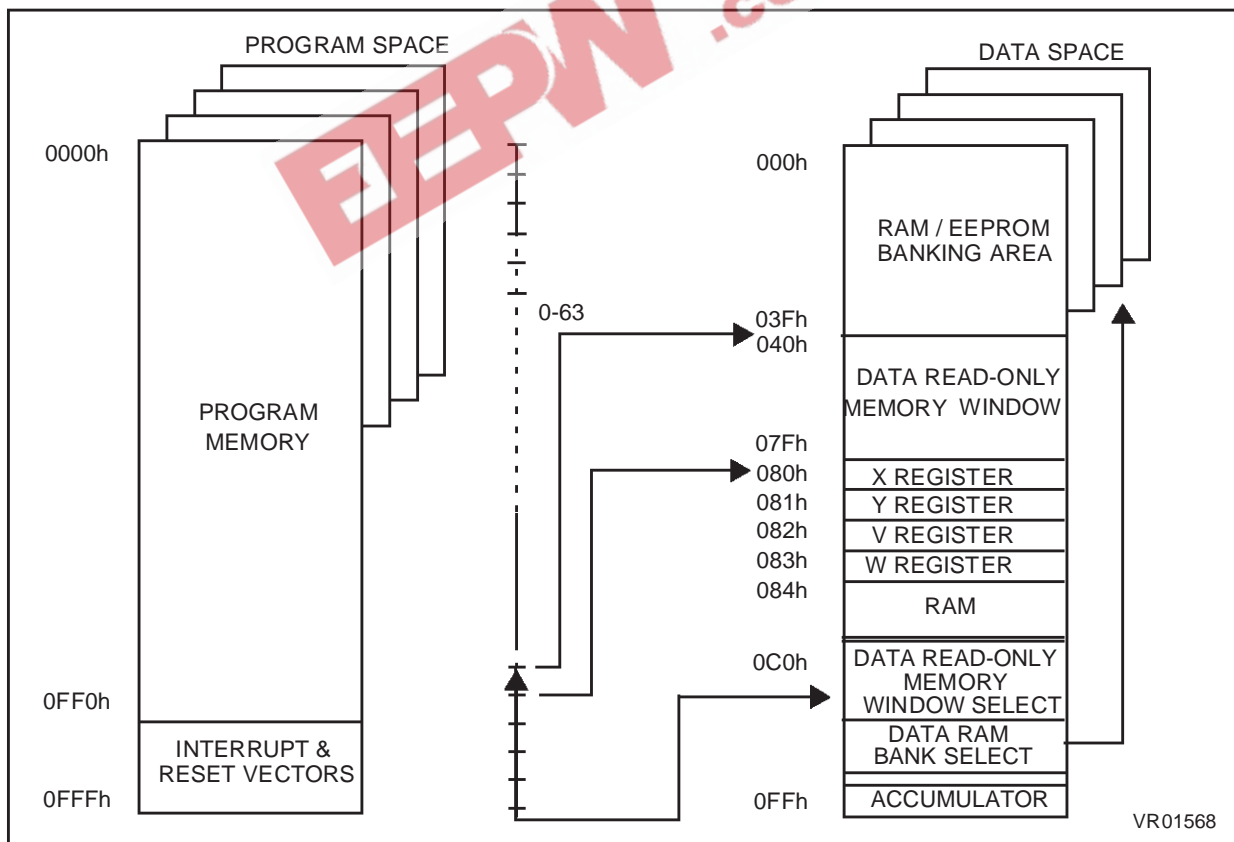 PROGRAM SPACE
0000h
PROGRAM
MEMORY
0FF0h
INTERRUPT &
RESET VECTORS
0FFFh
0-63
DATA SPACE
000h
RAM / EEPROM
BANKING AREA
03Fh
040h
DATA READ-ONLY
MEMORY WINDOW
07Fh
080h
X REGISTER
081h
Y REGISTER
082h
V REGISTER
083h
W REGISTER
084h
RAM
0C0h
DATA READ-ONLY
MEMORY
WINDOW SELECT
DATA RAM
BANK SELECT
0FFh
ACCUMULATOR
VR01568
EEPW